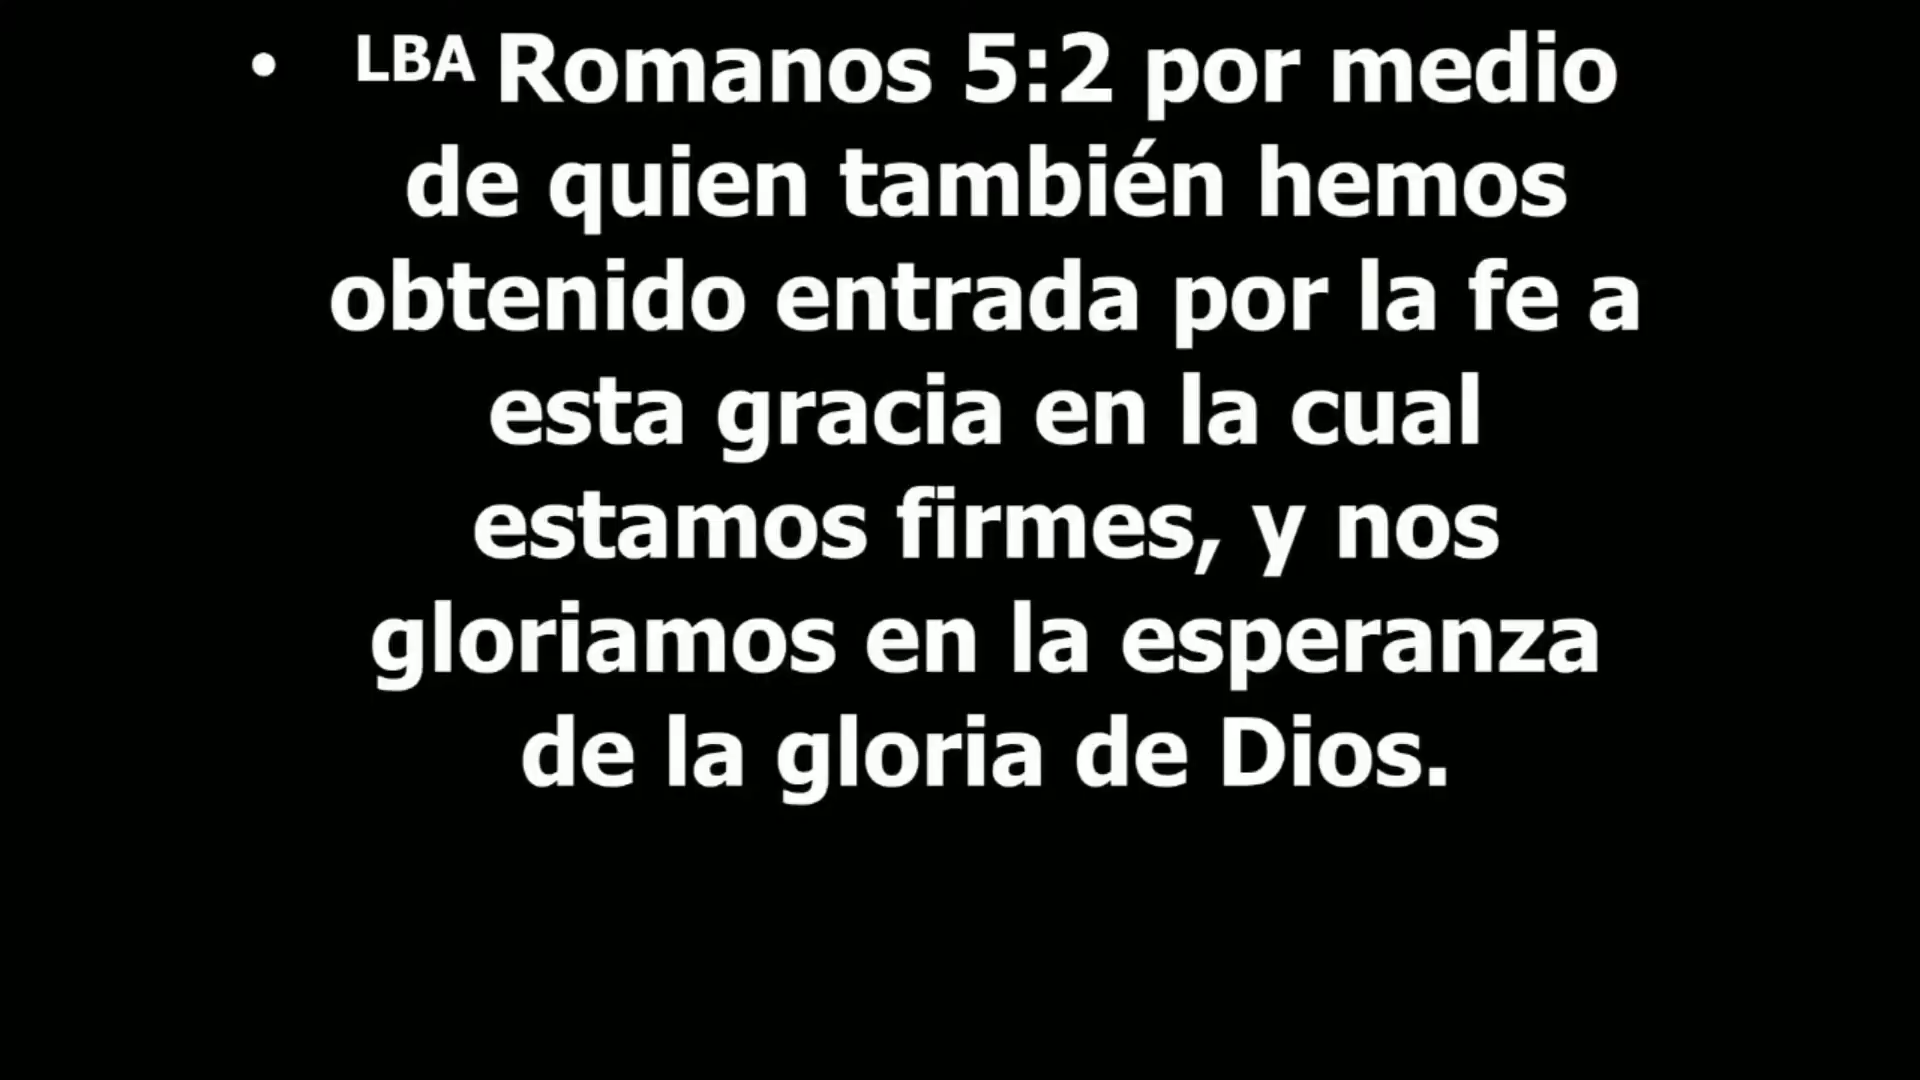 • LBA Romanos 5:2 por medio
de quien también hemos
obtenido entrada por la fe a
esta gracia en la cual
estamos firmes, y nos
gloriamos en la esperanza
de la gloria de Dios.